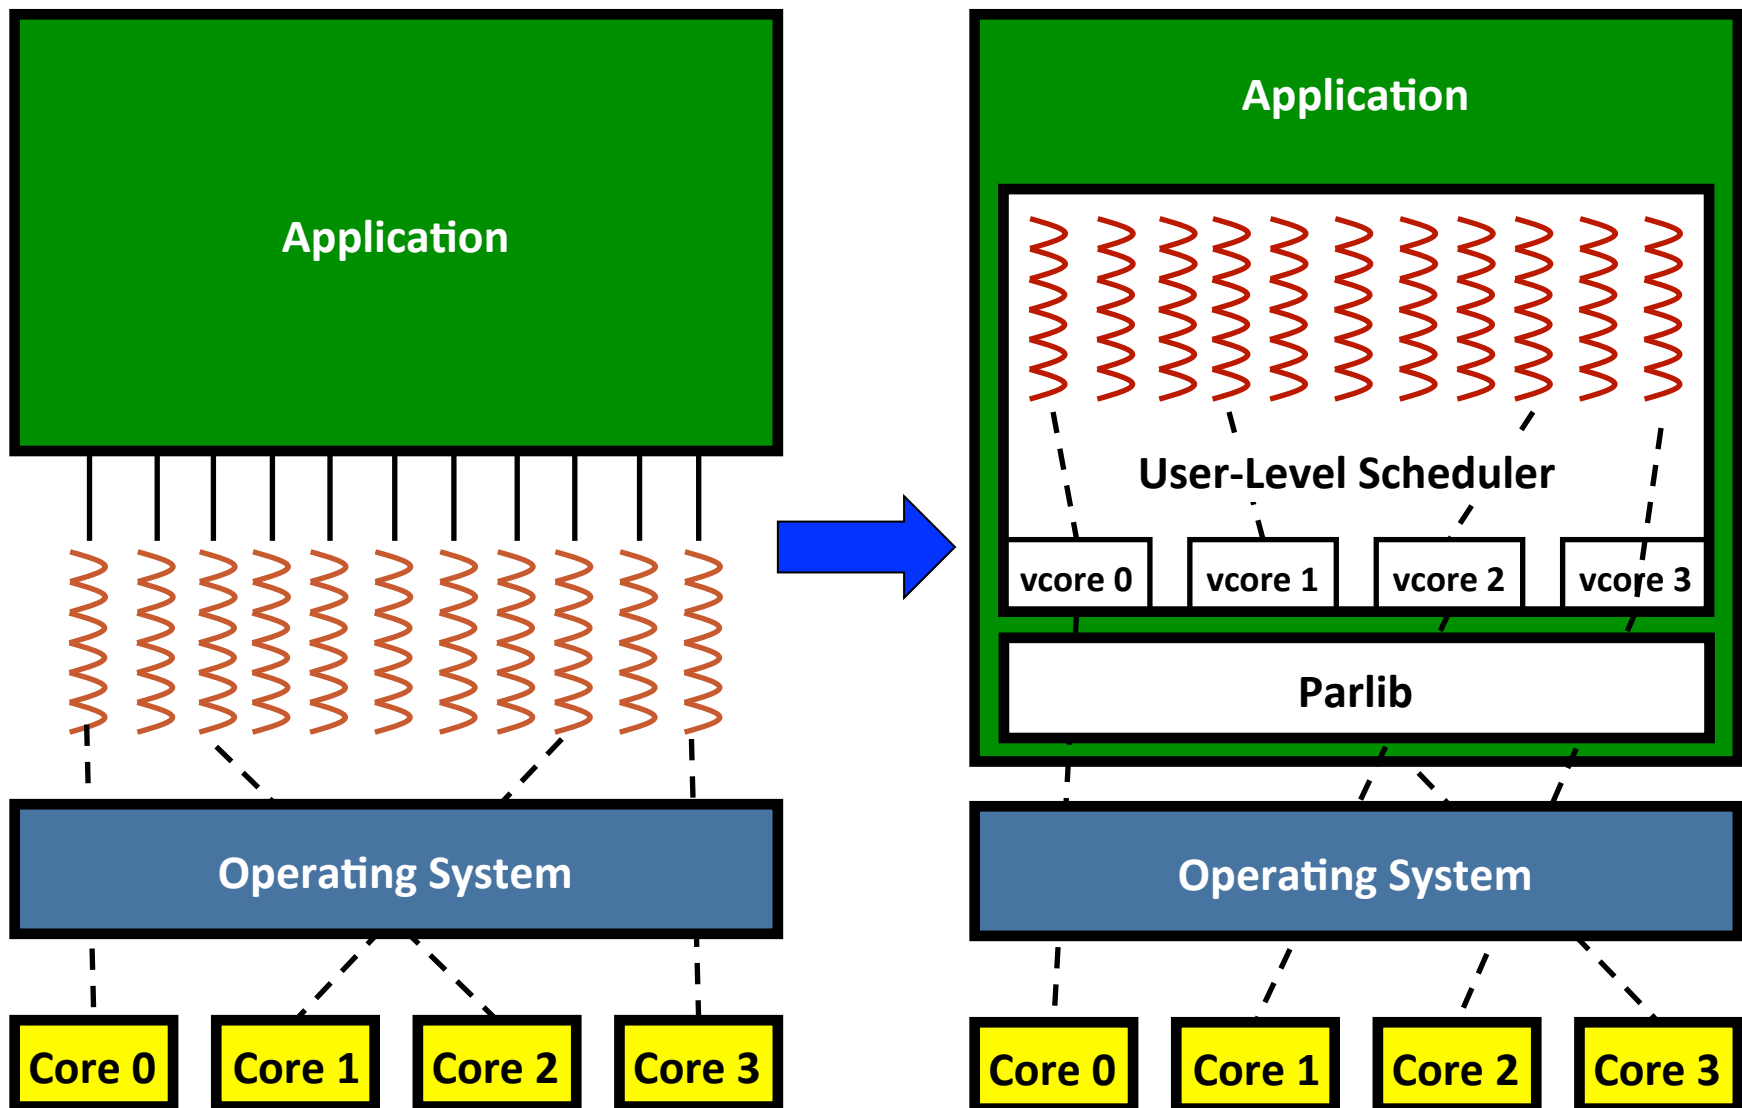 Application
Operating System
Core 0
Core 1
Core 2
Core 3
Application
User-Level Scheduler
vcore 0
vcore 1
vcore 2
vcore 3
Parlib
Operating System
Core 0
Core 1
Core 2
Core 3